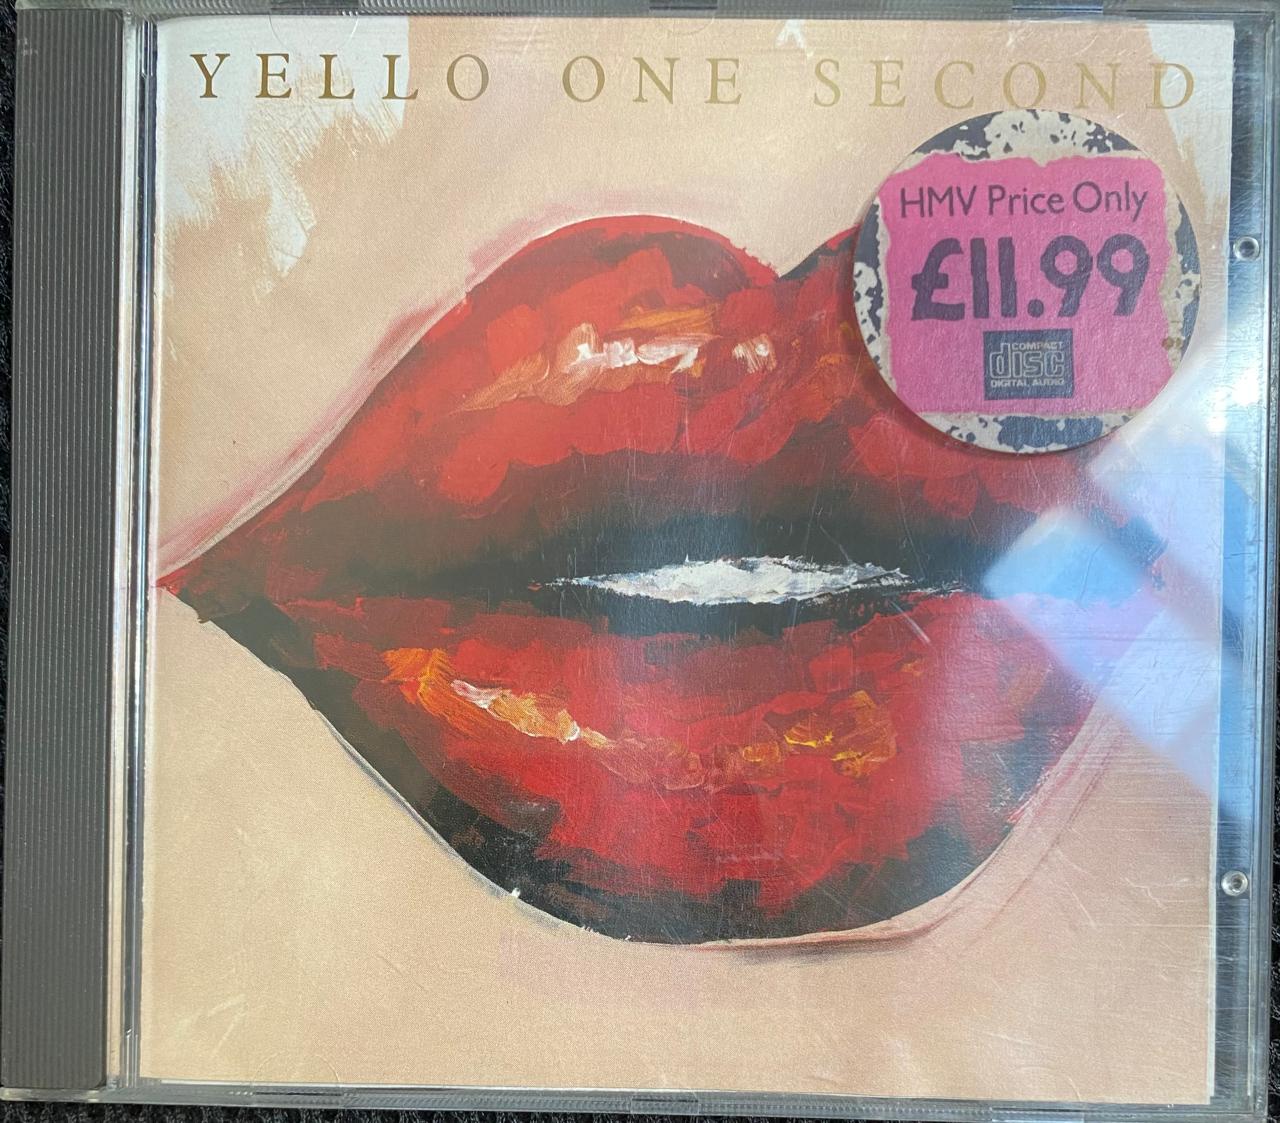 YELLO ONE SECOND
HMV Price Only
£11.99
COMPACT
disc
DIGITAL AUDIO